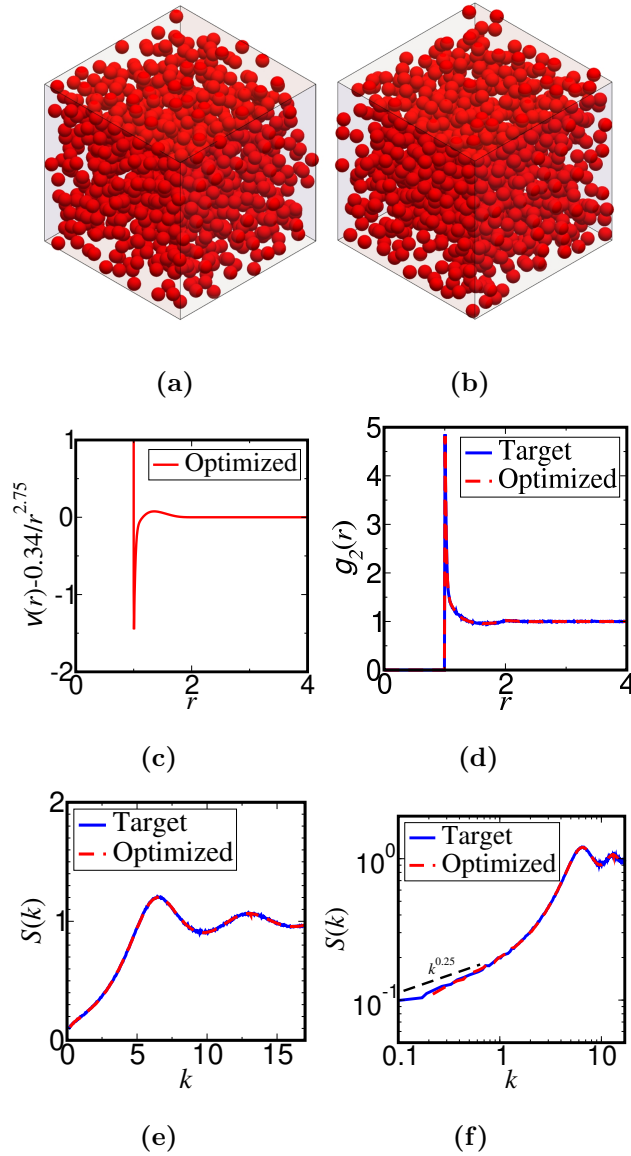 (a)
(b)
v(r)-0.34/r^2.75
1
0
-1
-2
0
2
4
r
Optimized
(c)
g_2(r)
5
4
3
2
1
0
0
2
4
r
Target
Optimized
(d)
S(k)
2
1
0
0
5
10
15
k
Target
Optimized
(e)
S(k)
10^0
10^-1
0.1
1
10
k
Target
Optimized
k^0.25
(f)